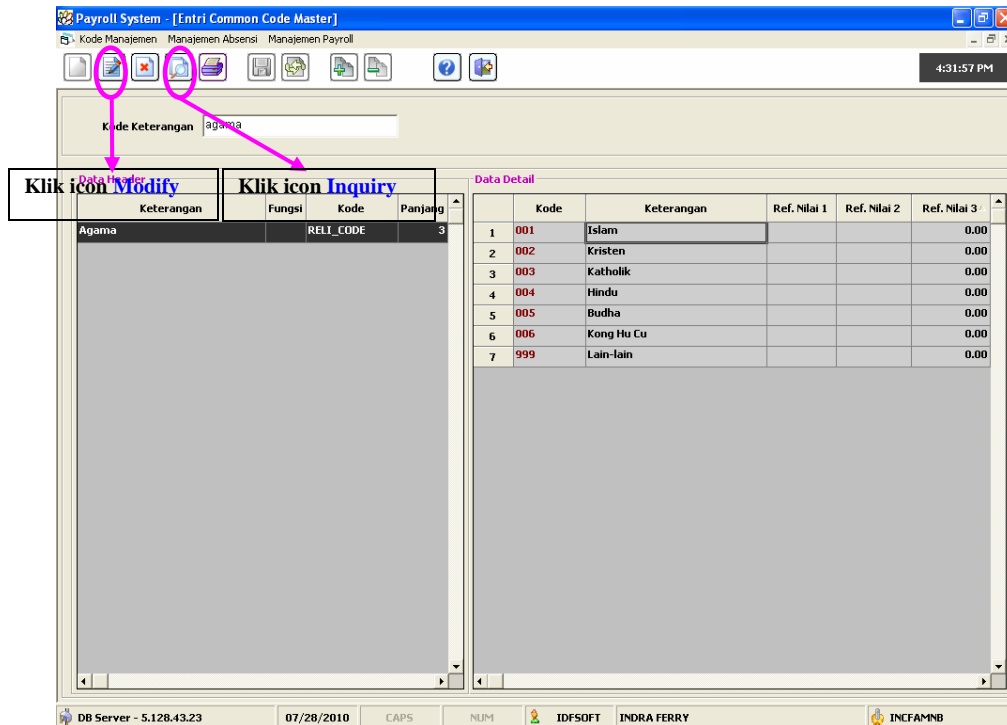 Payroll System - [Entri Common Code Master]
Kode Manajemen Manajemen Absensi Manajemen Payroll
4:31:57 PM
Kode Keterangan agama
Data Header
Klik icon Modify
Klik icon Inquiry
Keterangan Fungsi Kode Panjang
Agama RELI_CODE 3
Data Detail
Kode Keterangan Ref. Nilai 1 Ref. Nilai 2 Ref. Nilai 3
1 001 Islam 0.00
2 002 Kristen 0.00
3 003 Katholik 0.00
4 004 Hindu 0.00
5 005 Budha 0.00
6 006 Kong Hu Cu 0.00
7 999 Lain-lain 0.00
DB Server - 5.128.43.23 07/28/2010 CAPS NUM IDFSOFT INDRA FERRY INCFAMNB